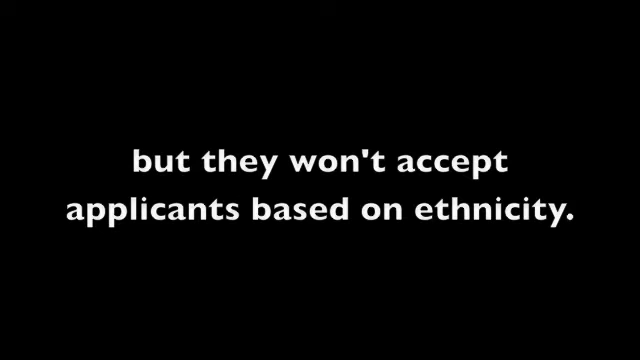 but they won't accept
applicants based on ethnicity.